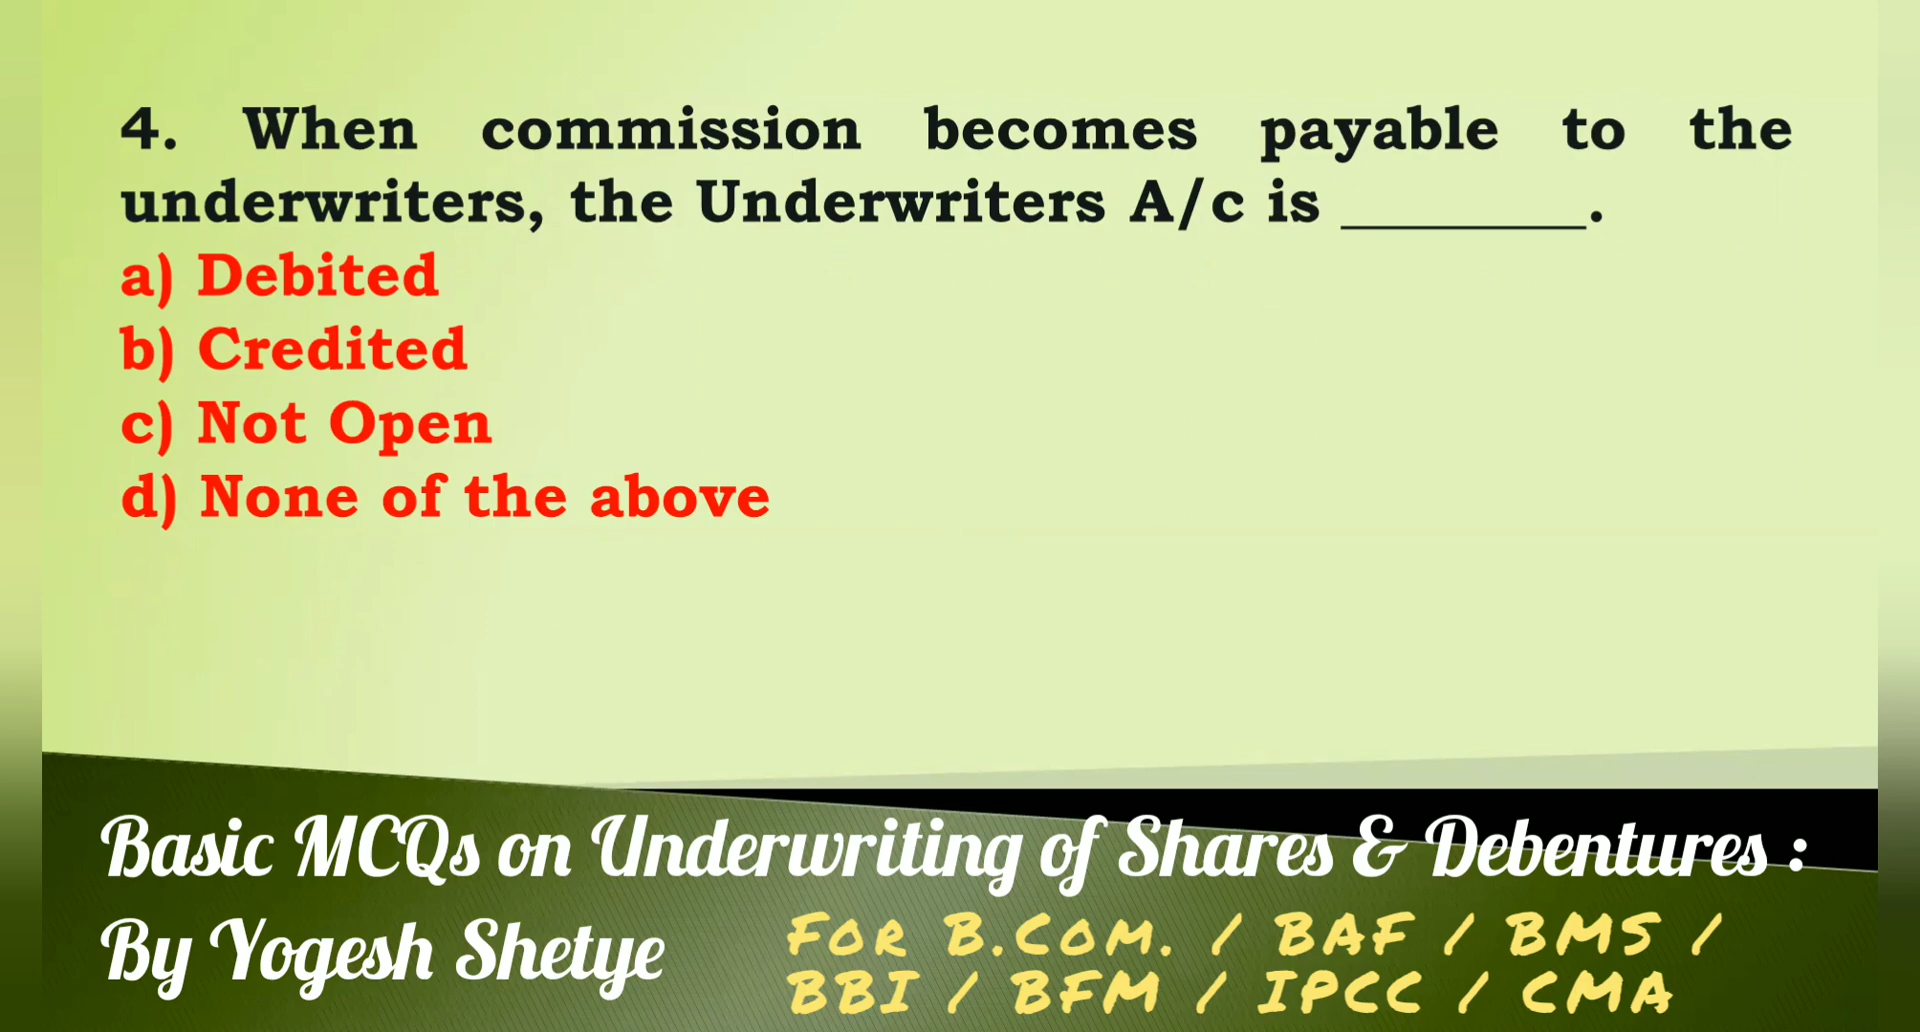 4. When commission becomes payable to the
underwriters, the Underwriters A/c is ________.
a) Debited
b) Credited
c) Not Open
d) None of the above
Basic MCQs on Underwriting of Shares & Debentures :
By Yogesh Shetye
FOR B.COM. / BAF / BMS /
BBI / BFM / IPCC / CMA